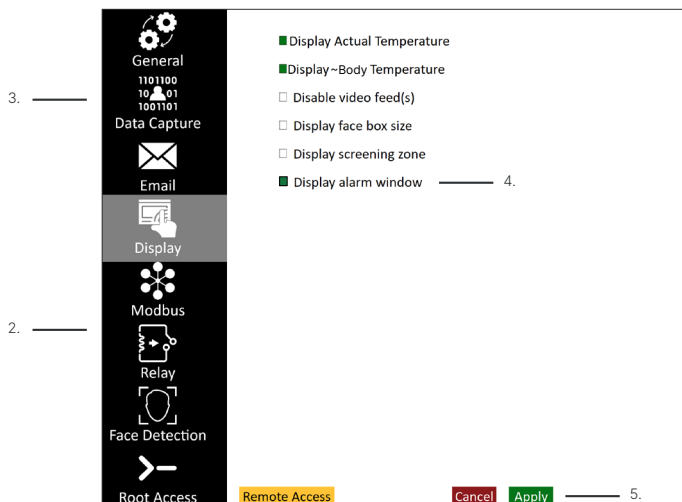 General
1101100
10 01
1001101
Data Capture
Email
Display
Modbus
Relay
Face Detection
Root Access
3.
2.
Display Actual Temperature
Display~Body Temperature
Disable video feed(s)
Display face box size
Display screening zone
Display alarm window
4.
Remote Access
Cancel
Apply
5.